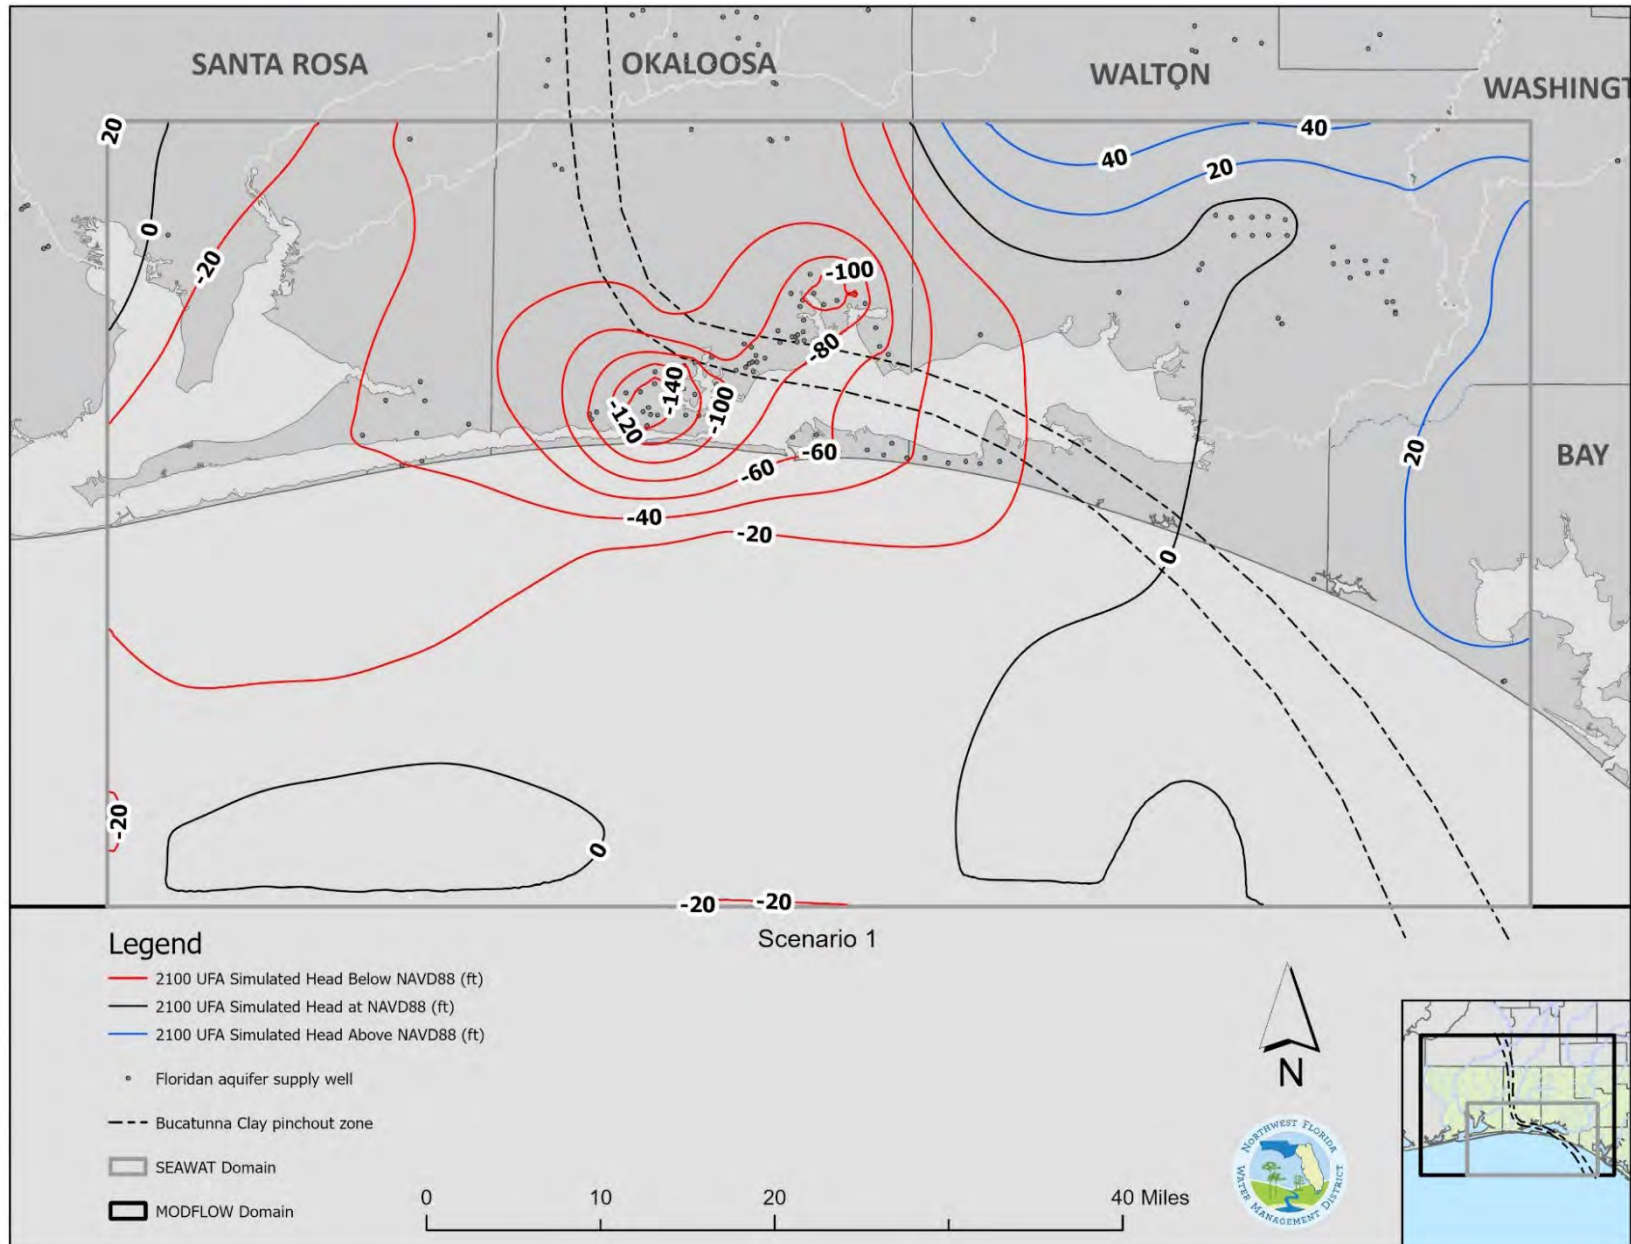 SANTA ROSA
OKALOOSA
WALTON
WASHINGT
20
40
40
20
0
-20
-100
-80
-140
-120
-100
20
BAY
-60
-60
-40
-20
0
-20
0
-20
-20
Scenario 1
Legend
2100 UFA Simulated Head Below NAVD88 (ft)
2100 UFA Simulated Head at NAVD88 (ft)
2100 UFA Simulated Head Above NAVD88 (ft)
Floridan aquifer supply well
Bucatunna Clay pinchout zone
SEAWAT Domain
MODFLOW Domain
0 10 20 40 Miles
N
NORTHWEST FLORIDA
WATER MANAGEMENT DISTRICT